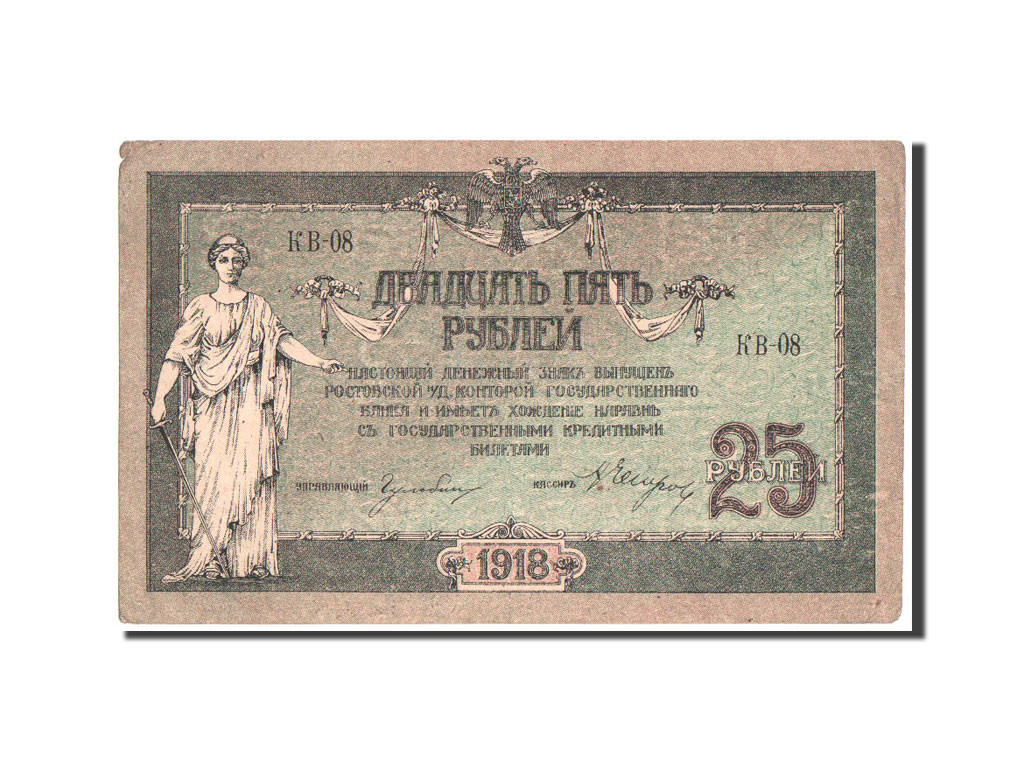 КВ-08
ДВАДЦАТЬ ПЯТЬ
РУБЛЕЙ
КВ-08
НАСТОЯЩІЙ ДЕНЕЖНЫЙ ЗНАКЪ ВЫПУЩЕНЪ
РОСТОВСКОЙ Н/Д. КОНТОРОЙ ГОСУДАРСТВЕННАГО
БАНКА И ИМѢЕТЪ ХОЖДЕНІЕ НАРАВНѢ
СЪ ГОСУДАРСТВЕННЫМИ КРЕДИТНЫМИ
БИЛЕТАМИ
25
РУБЛЕЙ
УПРАВЛЯЮЩІЙ
КАССИРЪ
1918